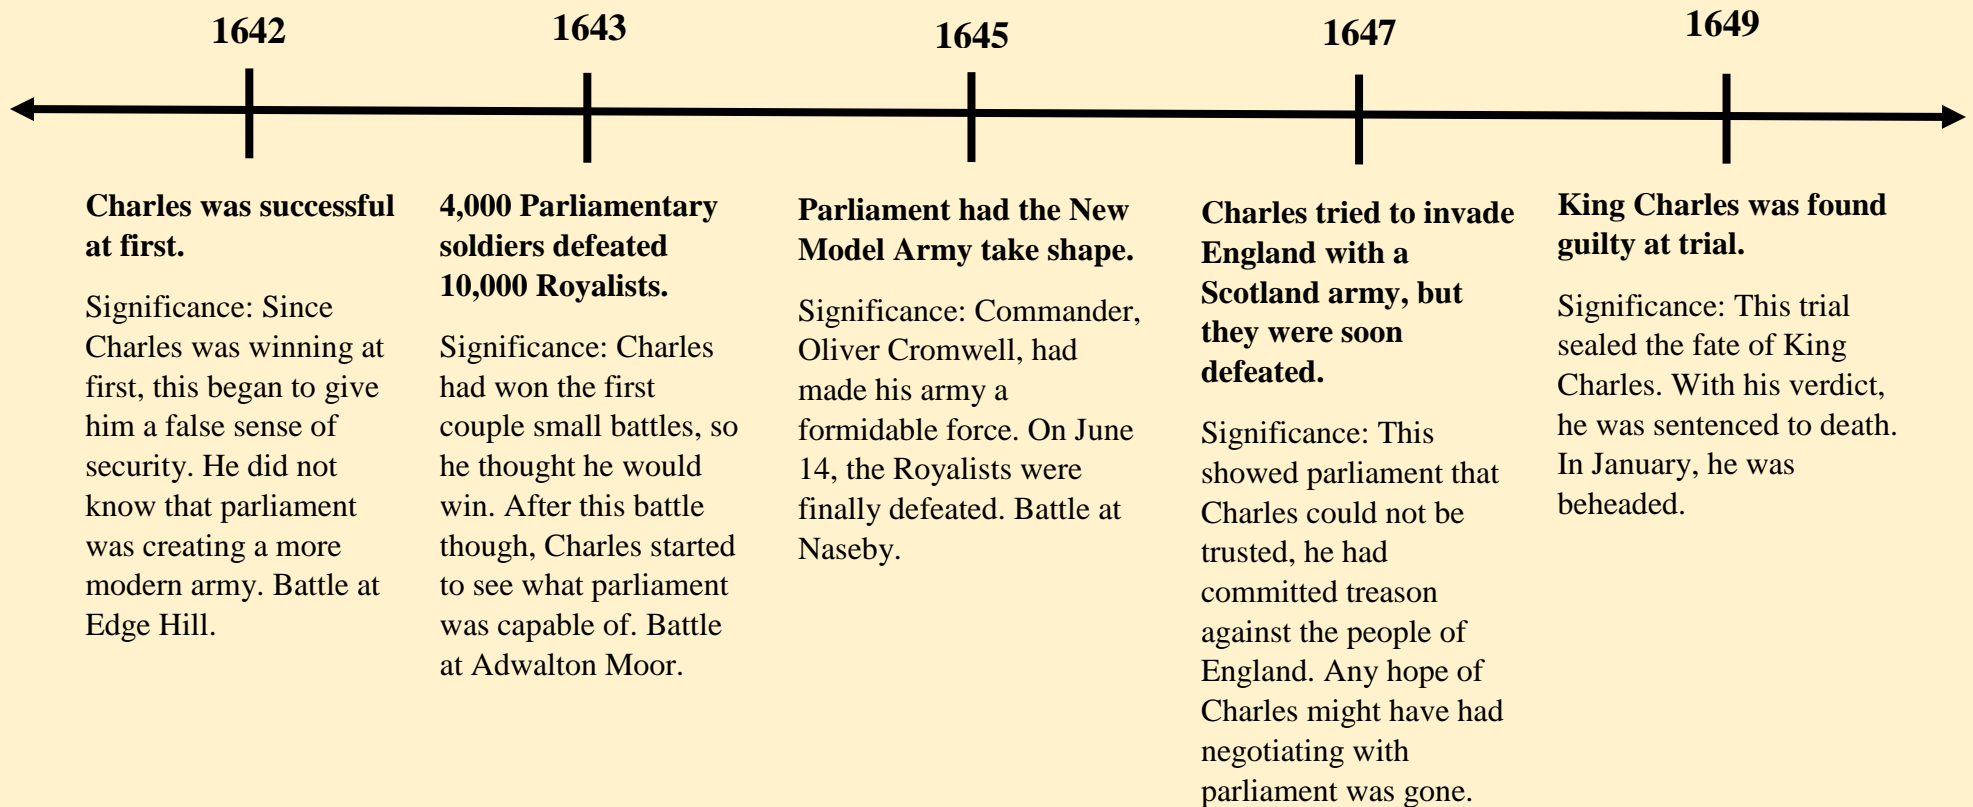 1642
Charles was successful
at first.
Significance: Since
Charles was winning at
first, this began to give
him a false sense of
security. He did not
know that parliament
was creating a more
modern army. Battle at
Edge Hill.
1643
4,000 Parliamentary
soldiers defeated
10,000 Royalists.
Significance: Charles
had won the first
couple small battles, so
he thought he would
win. After this battle
though, Charles started
to see what parliament
was capable of. Battle
at Adwalton Moor.
1645
Parliament had the New
Model Army take shape.
Significance: Commander,
Oliver Cromwell, had
made his army a
formidable force. On June
14, the Royalists were
finally defeated. Battle at
Naseby.
1647
Charles tried to invade
England with a
Scotland army, but
they were soon
defeated.
Significance: This
showed parliament that
Charles could not be
trusted, he had
committed treason
against the people of
England. Any hope of
Charles might have had
negotiating with
parliament was gone.
1649
King Charles was found
guilty at trial.
Significance: This trial
sealed the fate of King
Charles. With his verdict,
he was sentenced to death.
In January, he was
beheaded.